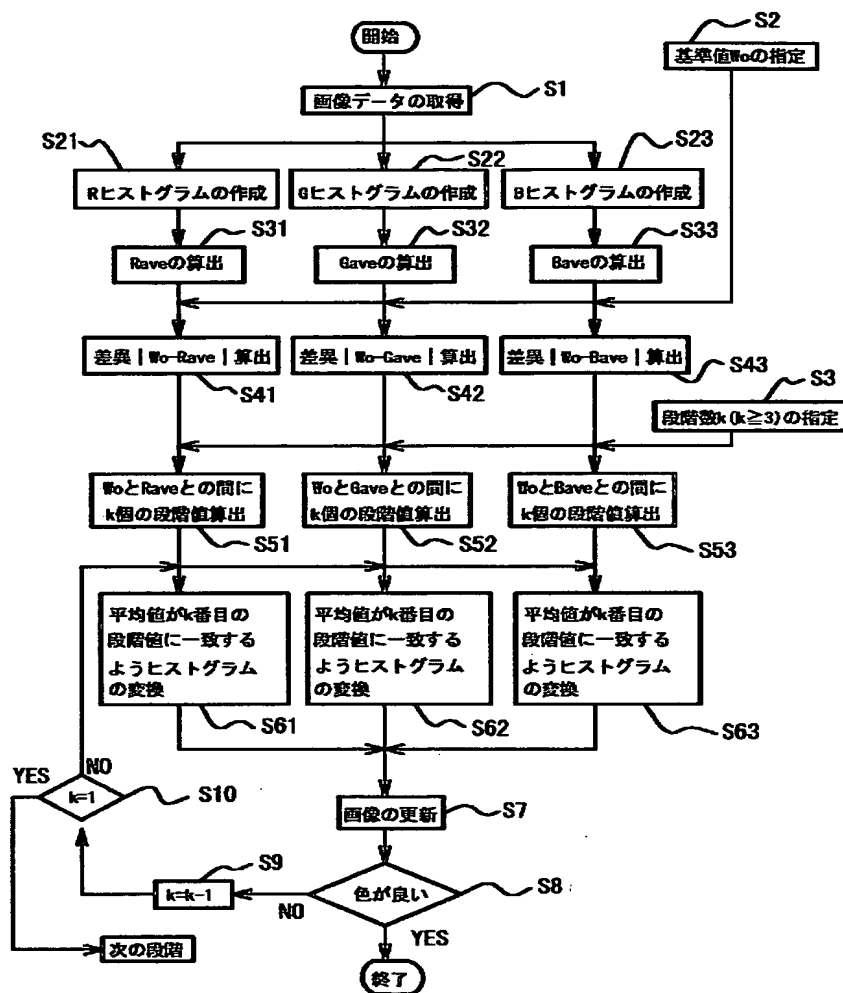 開始
S2
基準値Woの指定
S1
画像データの取得
S21
S22
S23
Rヒストグラムの作成
Gヒストグラムの作成
Bヒストグラムの作成
S31
S32
S33
Raveの算出
Gaveの算出
Baveの算出
差異|Wo-Rave|算出
差異|Wo-Gave|算出
差異|Wo-Bave|算出
S41
S42
S43
S3
段階数k(k≧3)の指定
WoとRaveとの間に
k個の段階値算出
WoとGaveとの間に
k個の段階値算出
WoとBaveとの間に
k個の段階値算出
S51
S52
S53
平均値がk番目の
段階値に一致する
ようヒストグラム
の変換
平均値がk番目の
段階値に一致する
ようヒストグラム
の変換
平均値がk番目の
段階値に一致する
ようヒストグラム
の変換
S61
S62
S63
YES
NO
k=1
S10
画像の更新
S7
S9
k=k-1
NO
色が良い
S8
YES
次の段階
終了